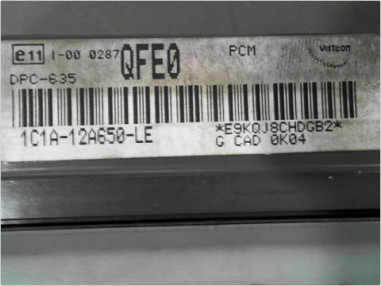 e11 I-00 0287 QFE0 PCM Visteon
DPC-635
1C1A-12A650-LE *E9KQJ8CHDGB2*
G CAD 0K04